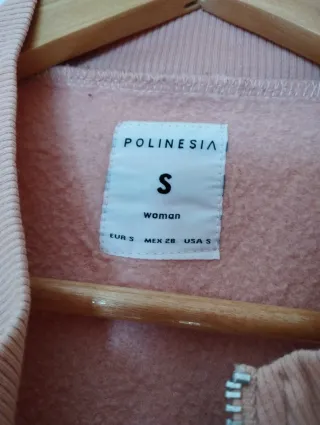 POLINESIA
S
woman
EUR S MEX 28 USA S